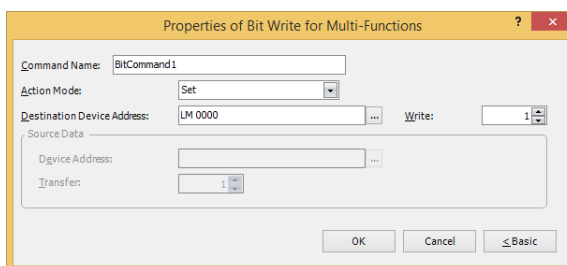 Properties of Bit Write for Multi-Functions ? ×
Command Name: BitCommand1
Action Mode: Set
Destination Device Address: LM 0000 ... Write: 1
Source Data
Device Address: ...
Transfer: 1
OK Cancel < Basic